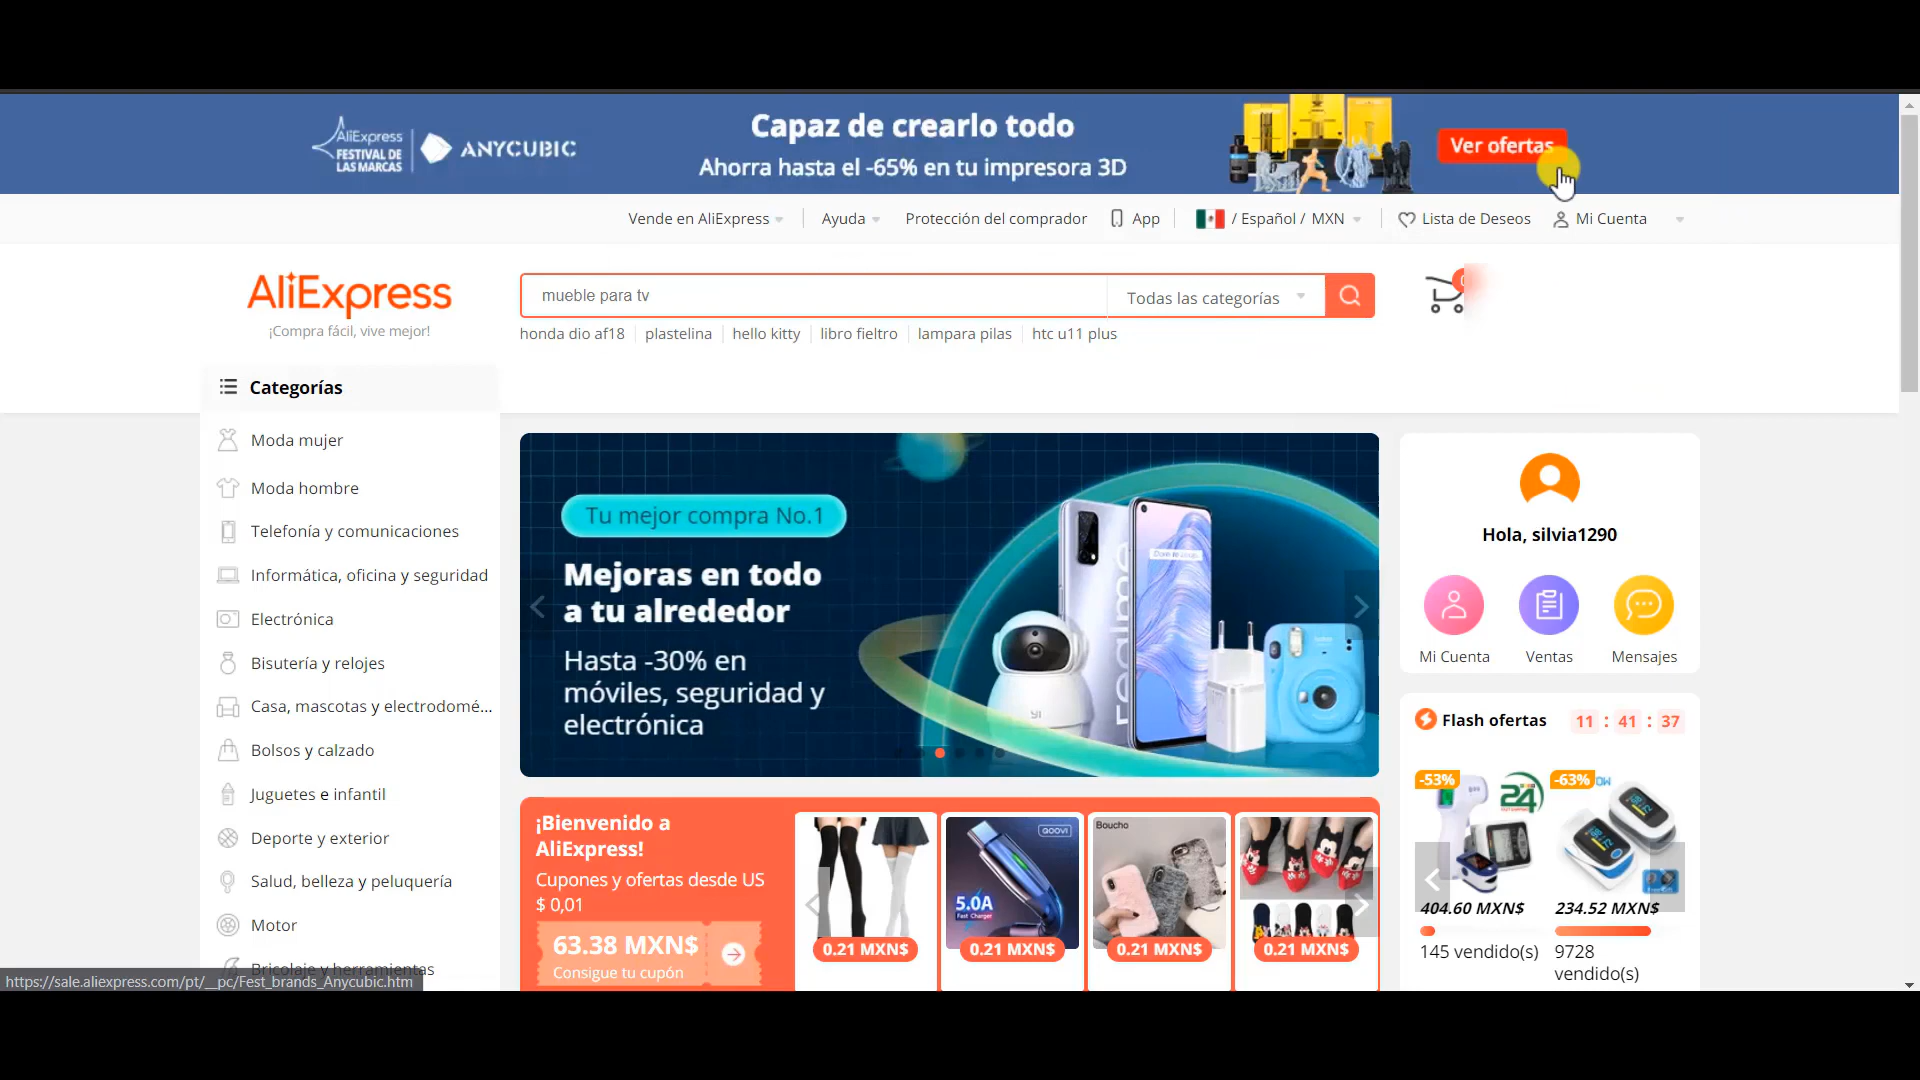 AliExpress
FESTIVAL DE
LAS MARCAS
ANYCUBIC
Capaz de crearlo todo
Ahorra hasta el -65% en tu impresora 3D
Ver ofertas
Vende en AliExpress
Ayuda
Protección del comprador
App
/ Español / MXN
Lista de Deseos
Mi Cuenta
AliExpress
¡Compra fácil, vive mejor!
mueble para tv
Todas las categorías
honda dio af18
plastelina
hello kitty
libro fieltro
lampara pilas
htc u11 plus
Categorías
Moda mujer
Moda hombre
Telefonía y comunicaciones
Informática, oficina y seguridad
Electrónica
Bisutería y relojes
Casa, mascotas y electrodomé...
Bolsos y calzado
Juguetes e infantil
Deporte y exterior
Salud, belleza y peluquería
Motor
Bricolaje y herramientas
https://sale.aliexpress.com/pt/__pc/Fest_brands_Anycubic.htm
Tu mejor compra No.1
Mejoras en todo
a tu alrededor
Hasta -30% en
móviles, seguridad y
electrónica
realme
YI
¡Bienvenido a
AliExpress!
Cupones y ofertas desde US
$ 0,01
63.38 MXN$
Consigue tu cupón
0.21 MXN$
QOOVI
5.0A
Fast Charger
0.21 MXN$
Boucho
0.21 MXN$
0.21 MXN$
Hola, silvia1290
Mi Cuenta
Ventas
Mensajes
Flash ofertas
11 : 41 : 37
-53%
24
404.60 MXN$
145 vendido(s)
-63%
234.52 MXN$
9728
vendido(s)